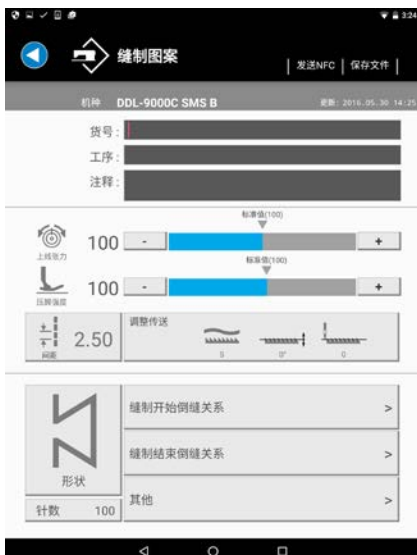 3:24
缝制图案
发送NFC
保存文件
机种 DDL-9000C SMS B
更新: 2016.05.30 14:25
货号:
工序:
注释:
标准值(100)
上线张力
100 - +
标准值(100)
压脚强度
100 - +
间距
2.50
调整传送
S 0° 0
形状
针数 100
缝制开始倒缝关系 >
缝制结束倒缝关系 >
其他 >